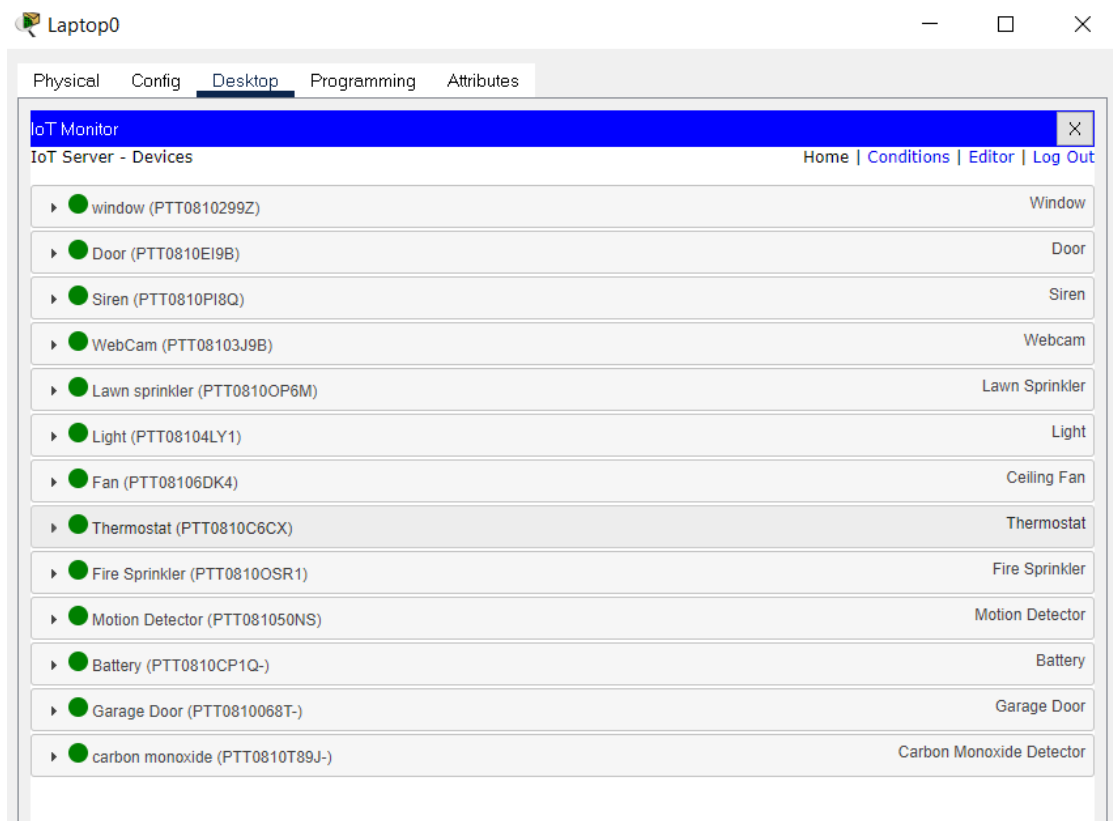 Laptop0
Physical Config Desktop Programming Attributes
IoT Monitor X
IoT Server - Devices Home | Conditions | Editor | Log Out
window (PTT0810299Z) Window
Door (PTT0810EI9B) Door
Siren (PTT0810PI8Q) Siren
WebCam (PTT08103J9B) Webcam
Lawn sprinkler (PTT0810OP6M) Lawn Sprinkler
Light (PTT08104LY1) Light
Fan (PTT08106DK4) Ceiling Fan
Thermostat (PTT0810C6CX) Thermostat
Fire Sprinkler (PTT0810OSR1) Fire Sprinkler
Motion Detector (PTT081050NS) Motion Detector
Battery (PTT0810CP1Q-) Battery
Garage Door (PTT0810068T-) Garage Door
carbon monoxide (PTT0810T89J-) Carbon Monoxide Detector